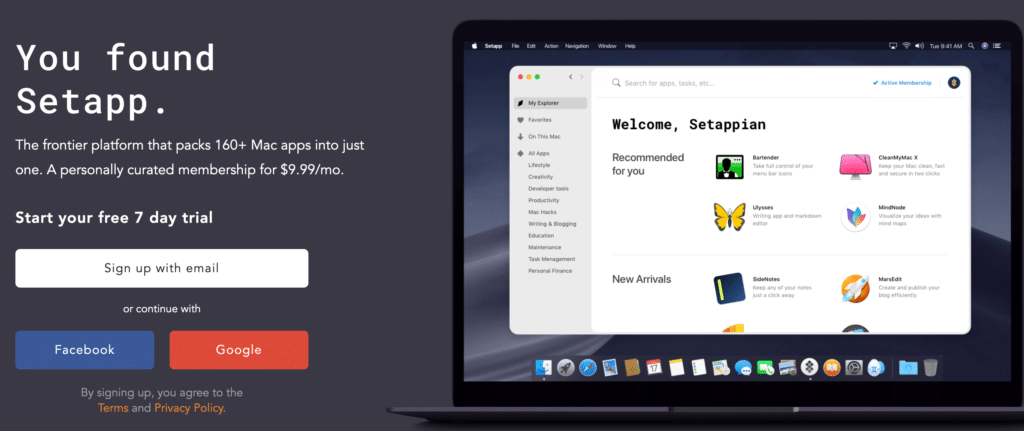 You found
Setapp.
The frontier platform that packs 160+ Mac apps into just
one. A personally curated membership for $9.99/mo.
Start your free 7 day trial
Sign up with email
or continue with
Facebook
Google
By signing up, you agree to the
Terms and Privacy Policy.
Setapp File Edit Action Navigation Window Help
Tue 9:41 AM
Search for apps, tasks, etc...
Active Membership
My Explorer
Favorites
On This Mac
All Apps
Lifestyle
Creativity
Developer tools
Productivity
Mac Hacks
Writing & Blogging
Education
Maintenance
Task Management
Personal Finance
Welcome, Setappian
Recommended
for you
Bartender
Take full control of your
menu bar icons
CleanMyMac X
Keep your Mac clean, fast
and secure in two clicks
Ulysses
Writing app and markdown
editor
MindNode
Visualize your ideas with
mind maps
New Arrivals
SideNotes
Keep any of your notes
just a click away
MarsEdit
Create and publish your
blog efficiently
17